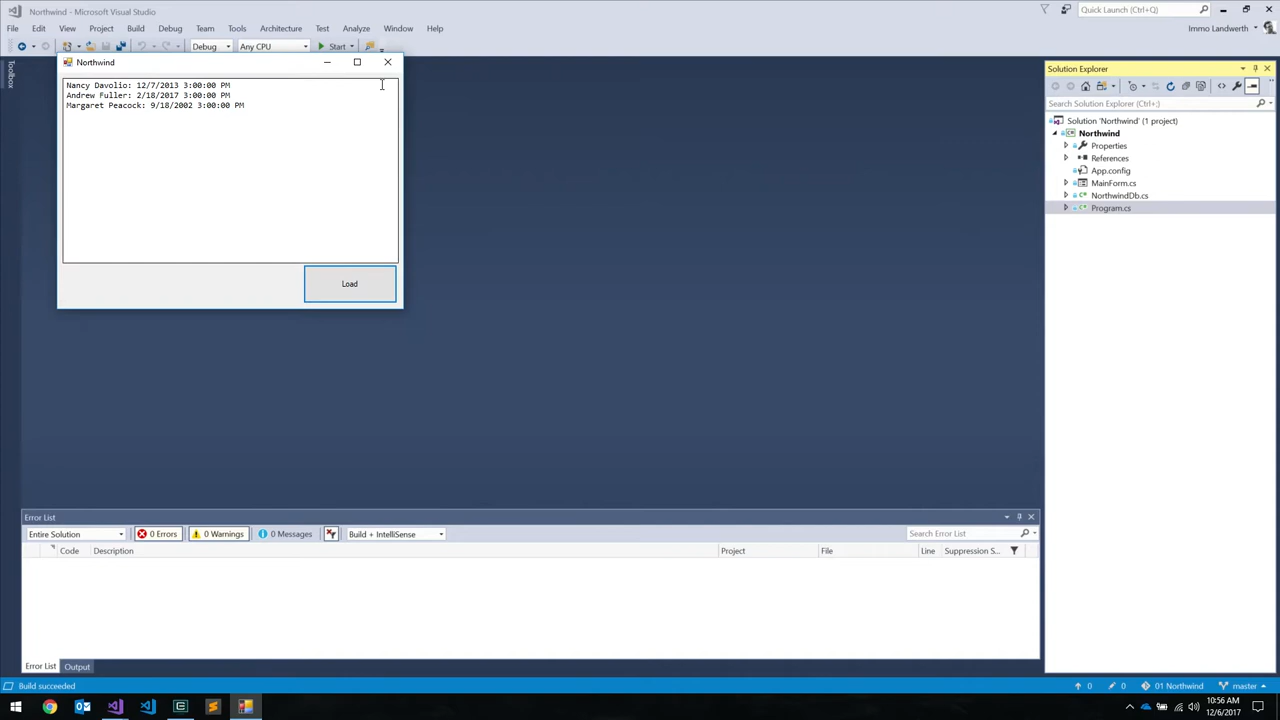 Northwind - Microsoft Visual Studio
Quick Launch (Ctrl+Q)
File Edit View Project Build Debug Team Tools Architecture Test Analyze Window Help
Immo Landwerth
Debug Any CPU Start
Toolbox
Northwind
Nancy Davolio: 12/7/2013 3:00:00 PM
Andrew Fuller: 2/18/2017 3:00:00 PM
Margaret Peacock: 9/18/2002 3:00:00 PM
Load
Solution Explorer
Search Solution Explorer (Ctrl+;)
Solution 'Northwind' (1 project)
Northwind
Properties
References
App.config
MainForm.cs
NorthwindDb.cs
Program.cs
Error List
Entire Solution 0 Errors 0 Warnings 0 Messages Build + IntelliSense Search Error List
Code Description Project File Line Suppression S...
Error List Output
Build succeeded 0 0 01 Northwind master
10:56 AM
12/6/2017